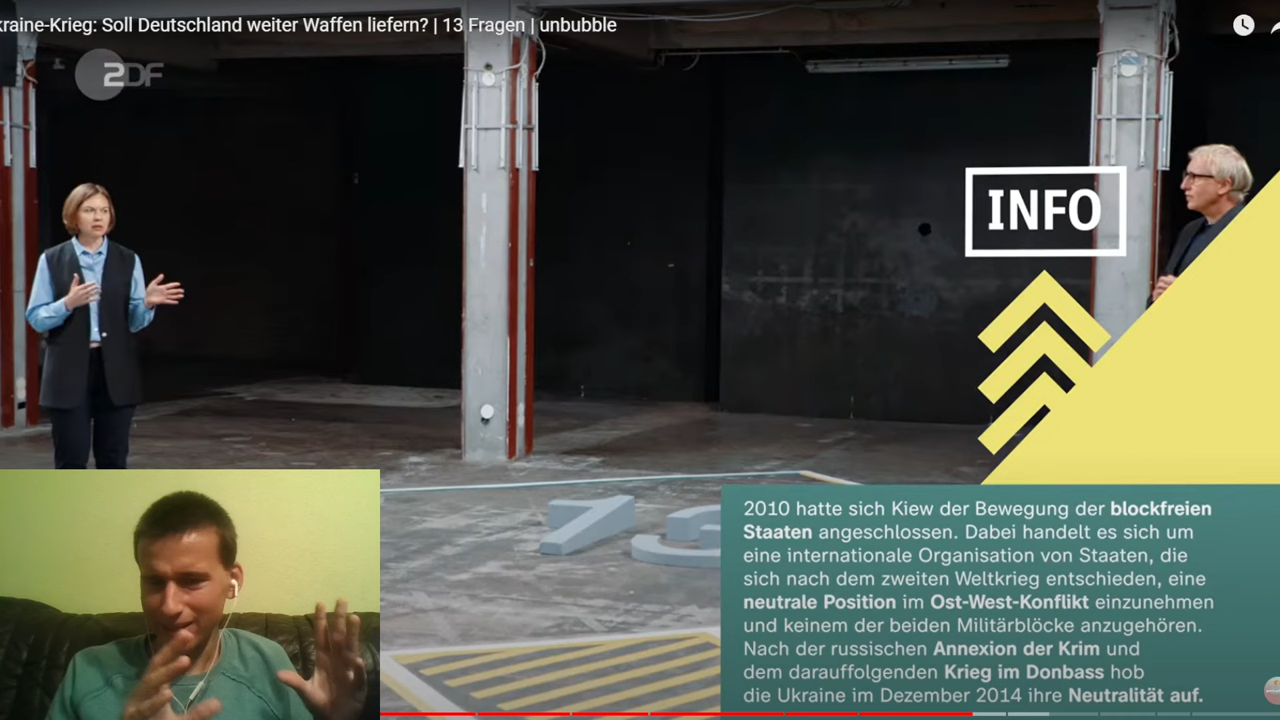 kraine-Krieg: Soll Deutschland weiter Waffen liefern? | 13 Fragen | unbubble
2DF
INFO
13
2010 hatte sich Kiew der Bewegung der blockfreien
Staaten angeschlossen. Dabei handelt es sich um
eine internationale Organisation von Staaten, die
sich nach dem zweiten Weltkrieg entschieden, eine
neutrale Position im Ost-West-Konflikt einzunehmen
und keinem der beiden Militärblöcke anzugehören.
Nach der russischen Annexion der Krim und
dem darauffolgenden Krieg im Donbass hob
die Ukraine im Dezember 2014 ihre Neutralität auf.